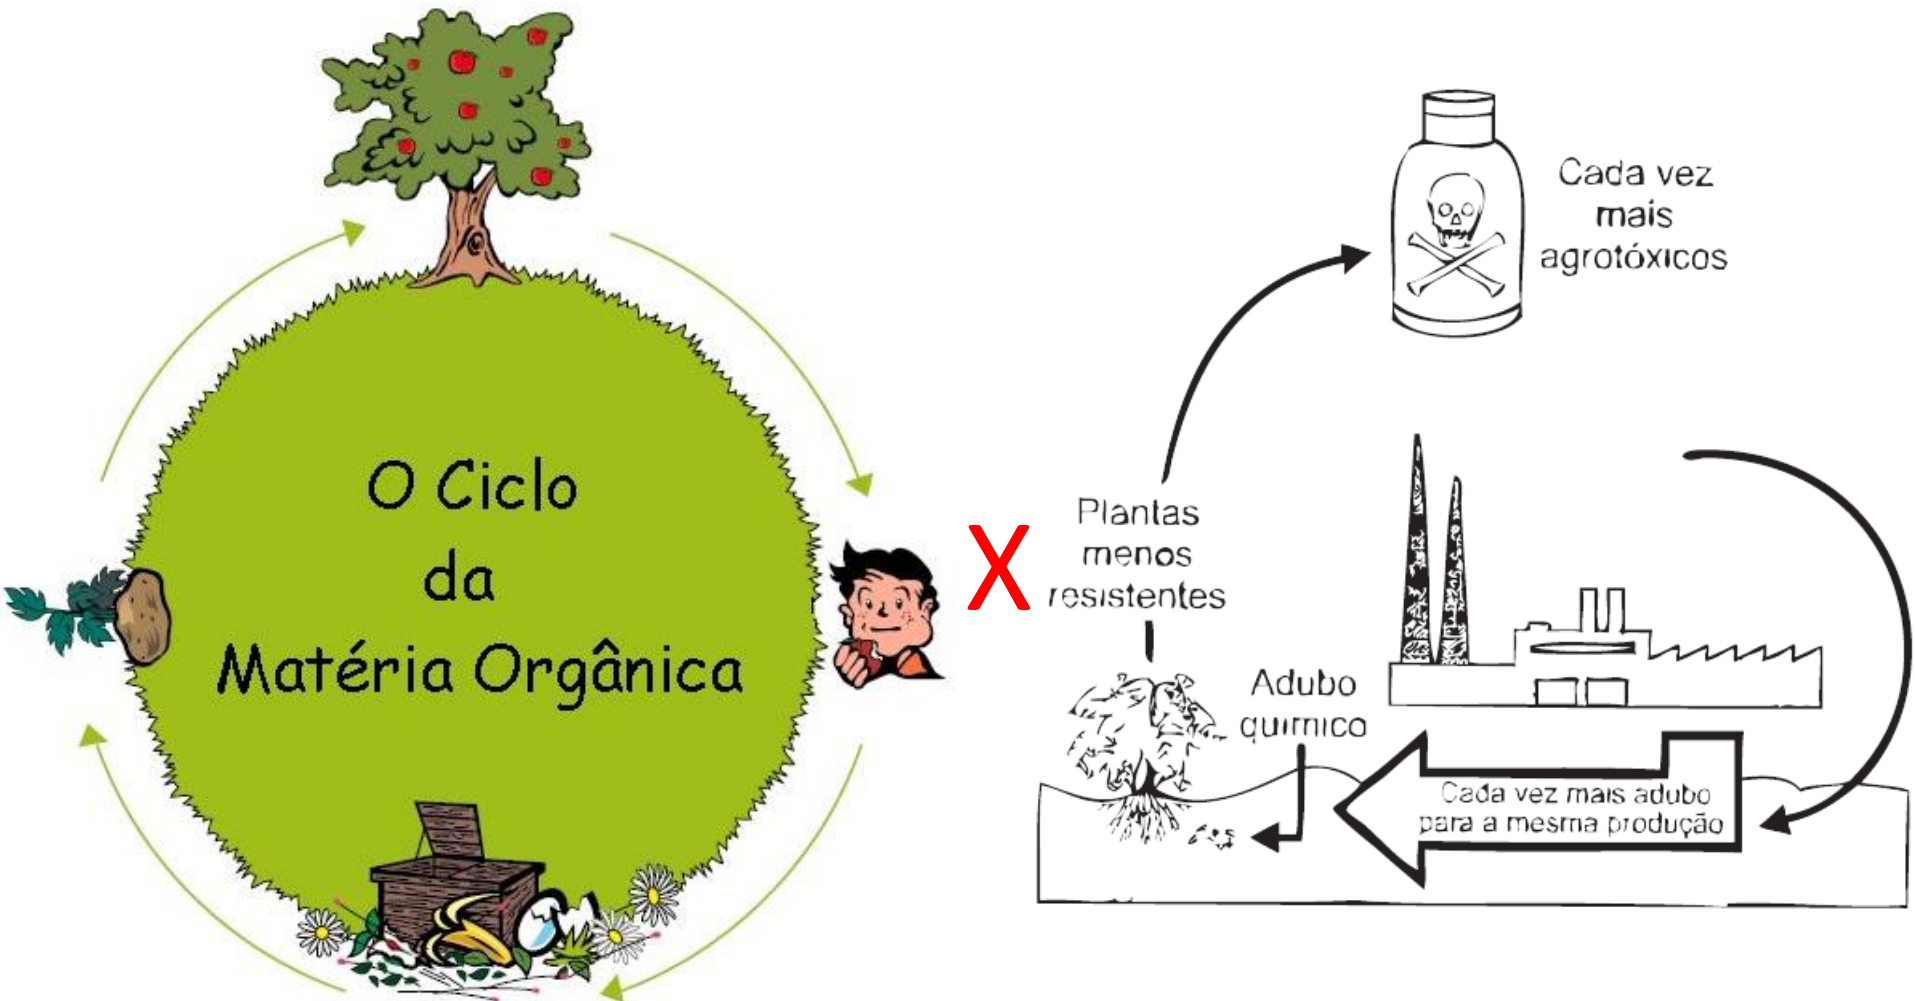 O Ciclo
da
Matéria Orgânica
X
Cada vez
mais
agrotóxicos
Plantas
menos
resistentes
Adubo
químico
Cada vez mais adubo
para a mesma produção